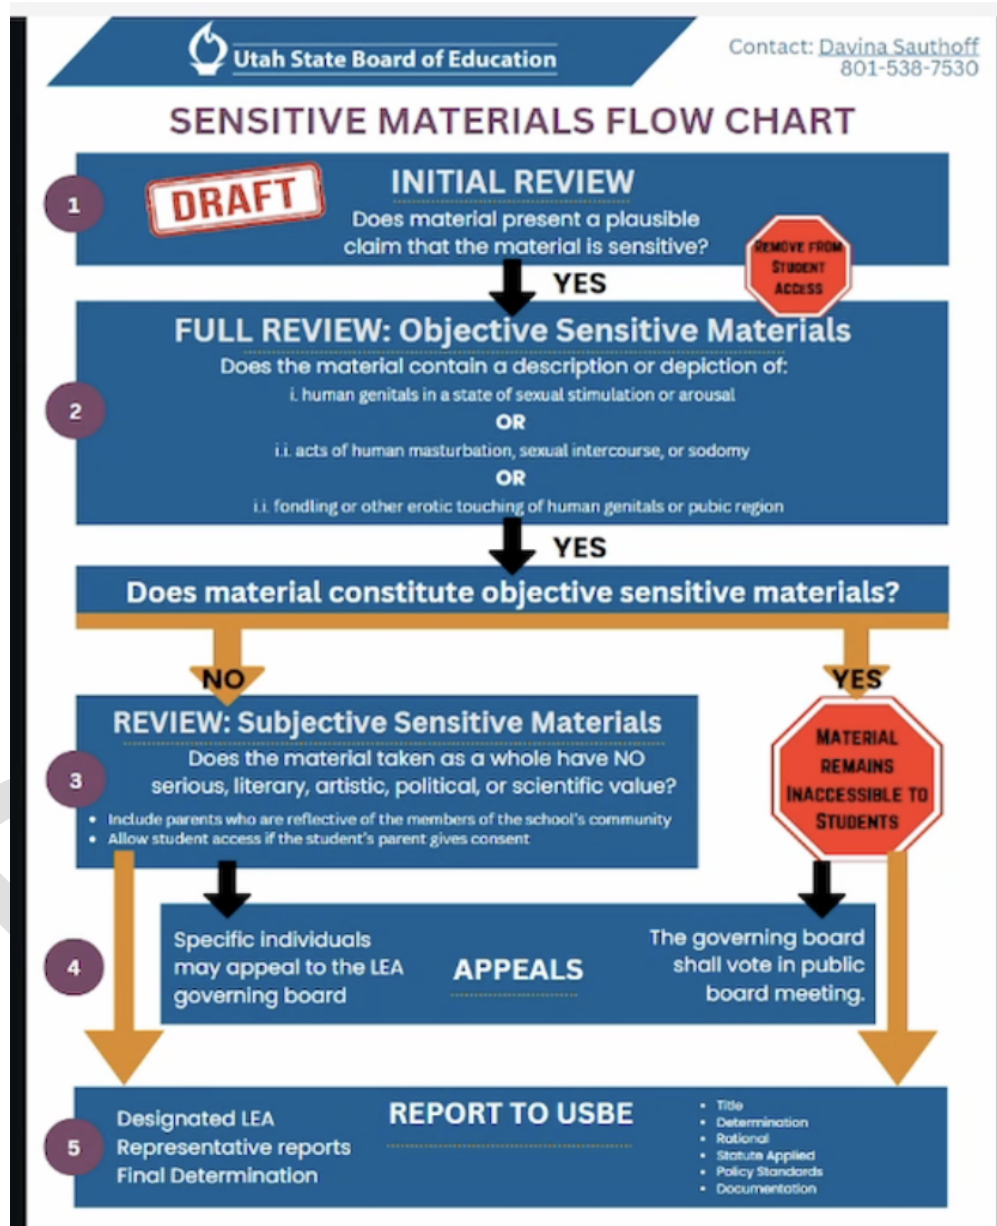 Utah State Board of Education
Contact: Davina Sauthoff
801-538-7530
SENSITIVE MATERIALS FLOW CHART
1
DRAFT
INITIAL REVIEW
Does material present a plausible
claim that the material is sensitive?
REMOVE FROM
STUDENT
ACCESS
YES
2
FULL REVIEW: Objective Sensitive Materials
Does the material contain a description or depiction of:
i. human genitals in a state of sexual stimulation or arousal
OR
i.i. acts of human masturbation, sexual intercourse, or sodomy
OR
i.i. fondling or other erotic touching of human genitals or pubic region
YES
Does material constitute objective sensitive materials?
NO
YES
3
REVIEW: Subjective Sensitive Materials
Does the material taken as a whole have NO
serious, literary, artistic, political, or scientific value?
• Include parents who are reflective of the members of the school's community
• Allow student access if the student's parent gives consent
MATERIAL
REMAINS
INACCESSIBLE TO
STUDENTS
4
Specific individuals
may appeal to the LEA
governing board
APPEALS
The governing board
shall vote in public
board meeting.
5
Designated LEA
Representative reports
Final Determination
REPORT TO USBE
• Title
• Determination
• Rational
• Statute Applied
• Policy Standards
• Documentation